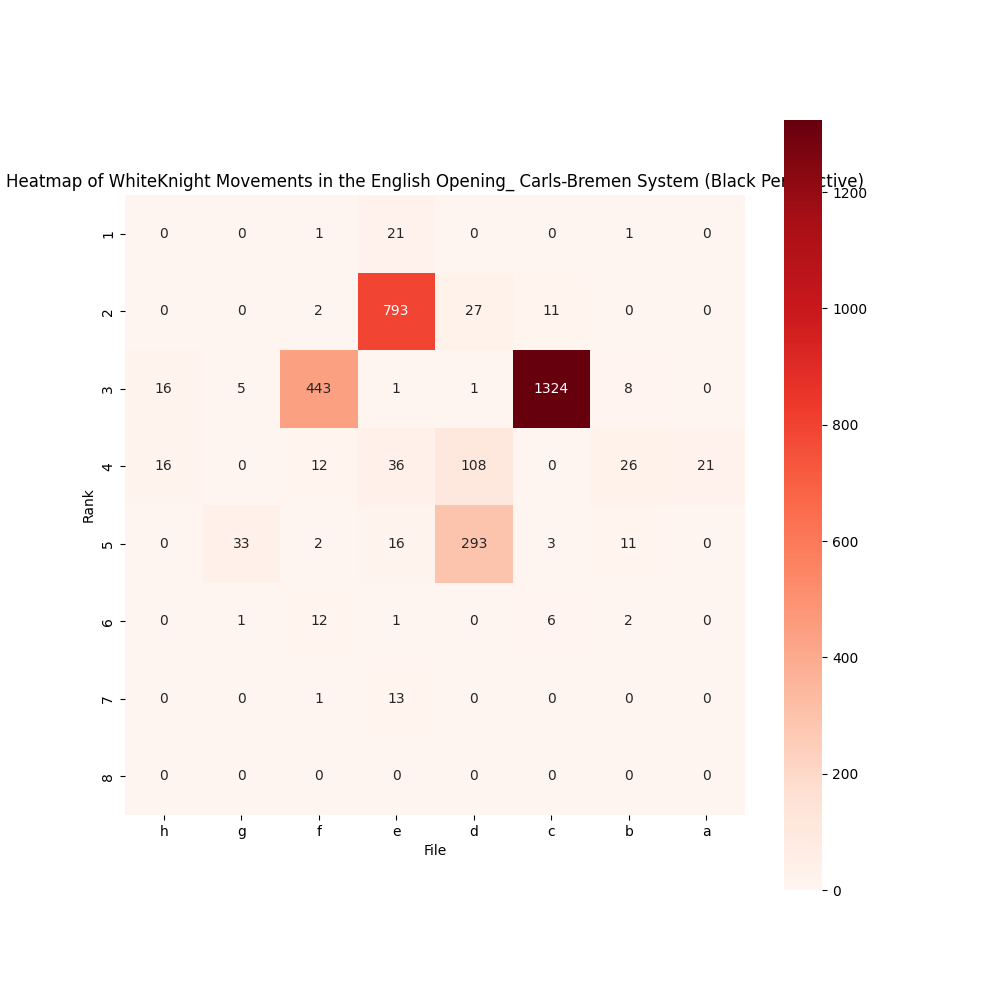 Heatmap of WhiteKnight Movements in the English Opening_ Carls-Bremen System (Black Perspective)
1200
1 0 0 1 21 0 0 1 0
2 0 0 2 793 27 11 0 0
1000
3 16 5 443 1 1 1324 8 0
800
4 16 0 12 36 108 0 26 21
Rank
5 0 33 2 16 293 3 11 0
600
6 0 1 12 1 0 6 2 0
400
7 0 0 1 13 0 0 0 0
8 0 0 0 0 0 0 0 0
200
h g f e d c b a
File
0